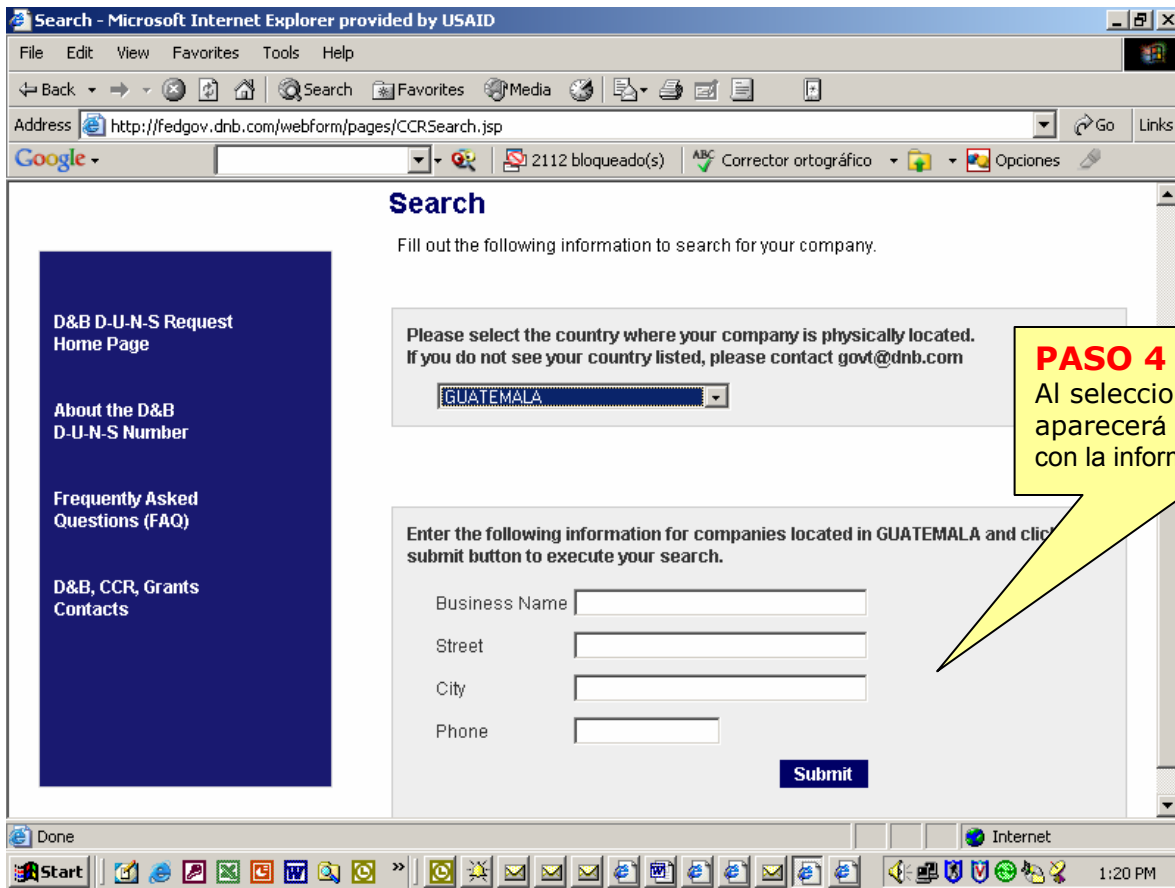 Search - Microsoft Internet Explorer provided by USAID
File Edit View Favorites Tools Help
Back Search Favorites Media
Address http://fedgov.dnb.com/webform/pages/CCRSearch.jsp Go Links
Google 2112 bloqueado(s) ABC Corrector ortográfico Opciones
Search
Fill out the following information to search for your company.
D&B D-U-N-S Request
Home Page
About the D&B
D-U-N-S Number
Frequently Asked
Questions (FAQ)
D&B, CCR, Grants
Contacts
Please select the country where your company is physically located.
If you do not see your country listed, please contact govt@dnb.com
GUATEMALA
PASO 4
Al seleccio
aparecerá
con la inform
Enter the following information for companies located in GUATEMALA and clic
submit button to execute your search.
Business Name
Street
City
Phone
Submit
Done Internet
Start 1:20 PM